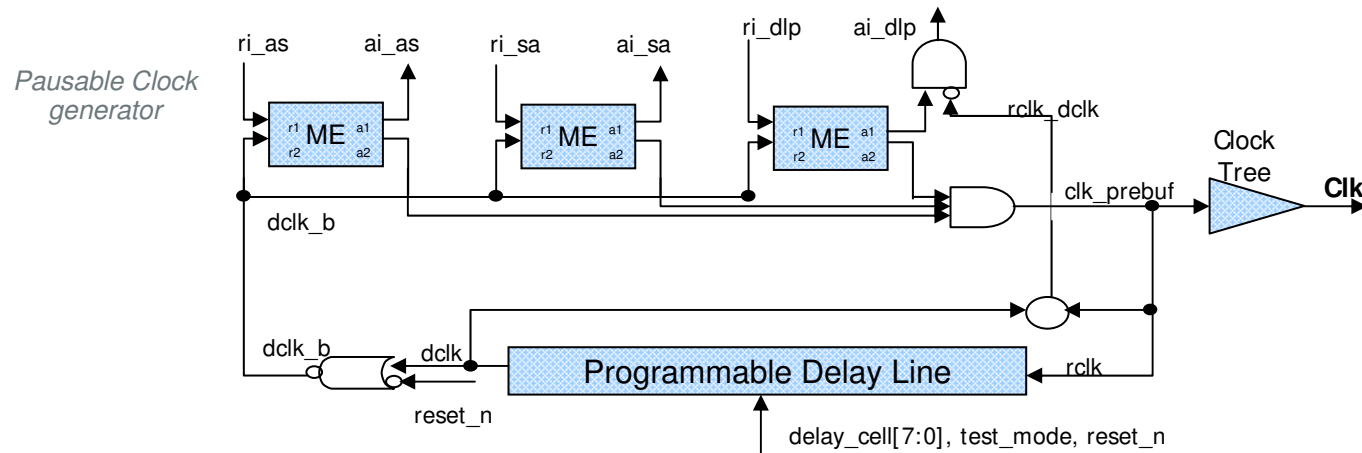 ri_as ai_as ri_sa ai_sa ri_dlp ai_dlp
Pausable Clock
generator
r1 ME a1
r2 a2
r1 ME a1
r2 a2
r1 ME a1
r2 a2
rclk_dclk
Clock
Tree
Clk
clk_prebuf
dclk_b
dclk_b
dclk
Programmable Delay Line
rclk
reset_n
delay_cell[7:0], test_mode, reset_n